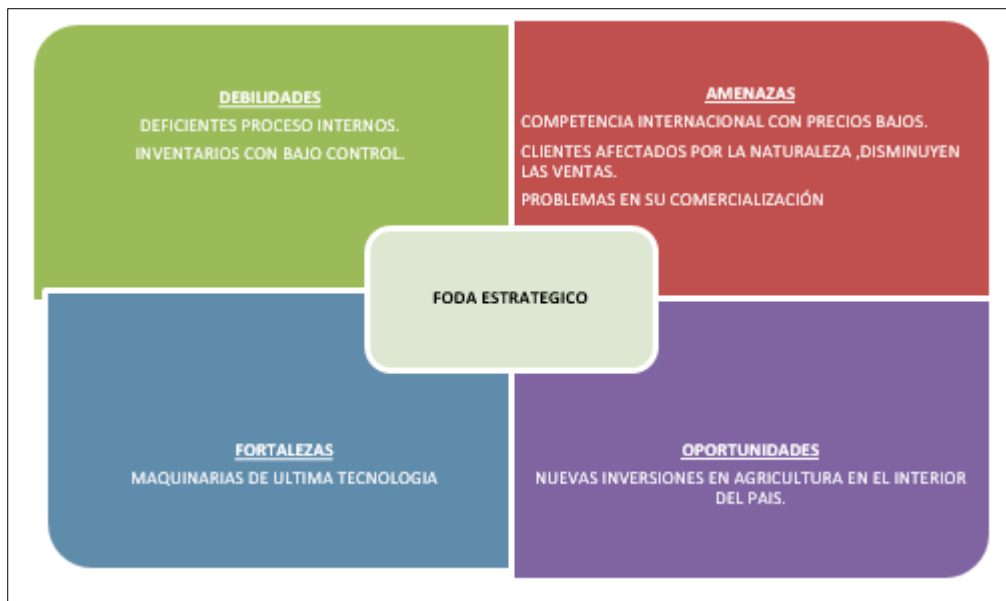 DEBILIDADES
DEFICIENTES PROCESO INTERNOS.
INVENTARIOS CON BAJO CONTROL.
AMENAZAS
COMPETENCIA INTERNACIONAL CON PRECIOS BAJOS.
CLIENTES AFECTADOS POR LA NATURALEZA ,DISMINUYEN
LAS VENTAS.
PROBLEMAS EN SU COMERCIALIZACIÓN
FODA ESTRATEGICO
FORTALEZAS
MAQUINARIAS DE ULTIMA TECNOLOGIA
OPORTUNIDADES
NUEVAS INVERSIONES EN AGRICULTURA EN EL INTERIOR
DEL PAIS.